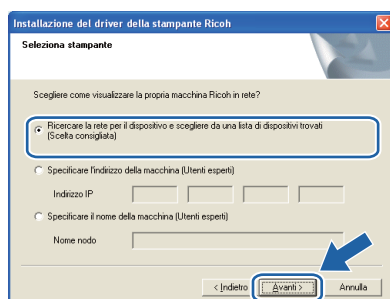 Installazione del driver della stampante Ricoh
Seleziona stampante
Scegliere come visualizzare la propria macchina Ricoh in rete?
Ricercare la rete per il dispositivo e scegliere da una lista di dispositivi trovati
(Scelta consigliata)
Specificare l'indirizzo della macchina (Utenti esperti)
Indirizzo IP
Specificare il nome della macchina (Utenti esperti)
Nome nodo
< Indietro Avanti > Annulla